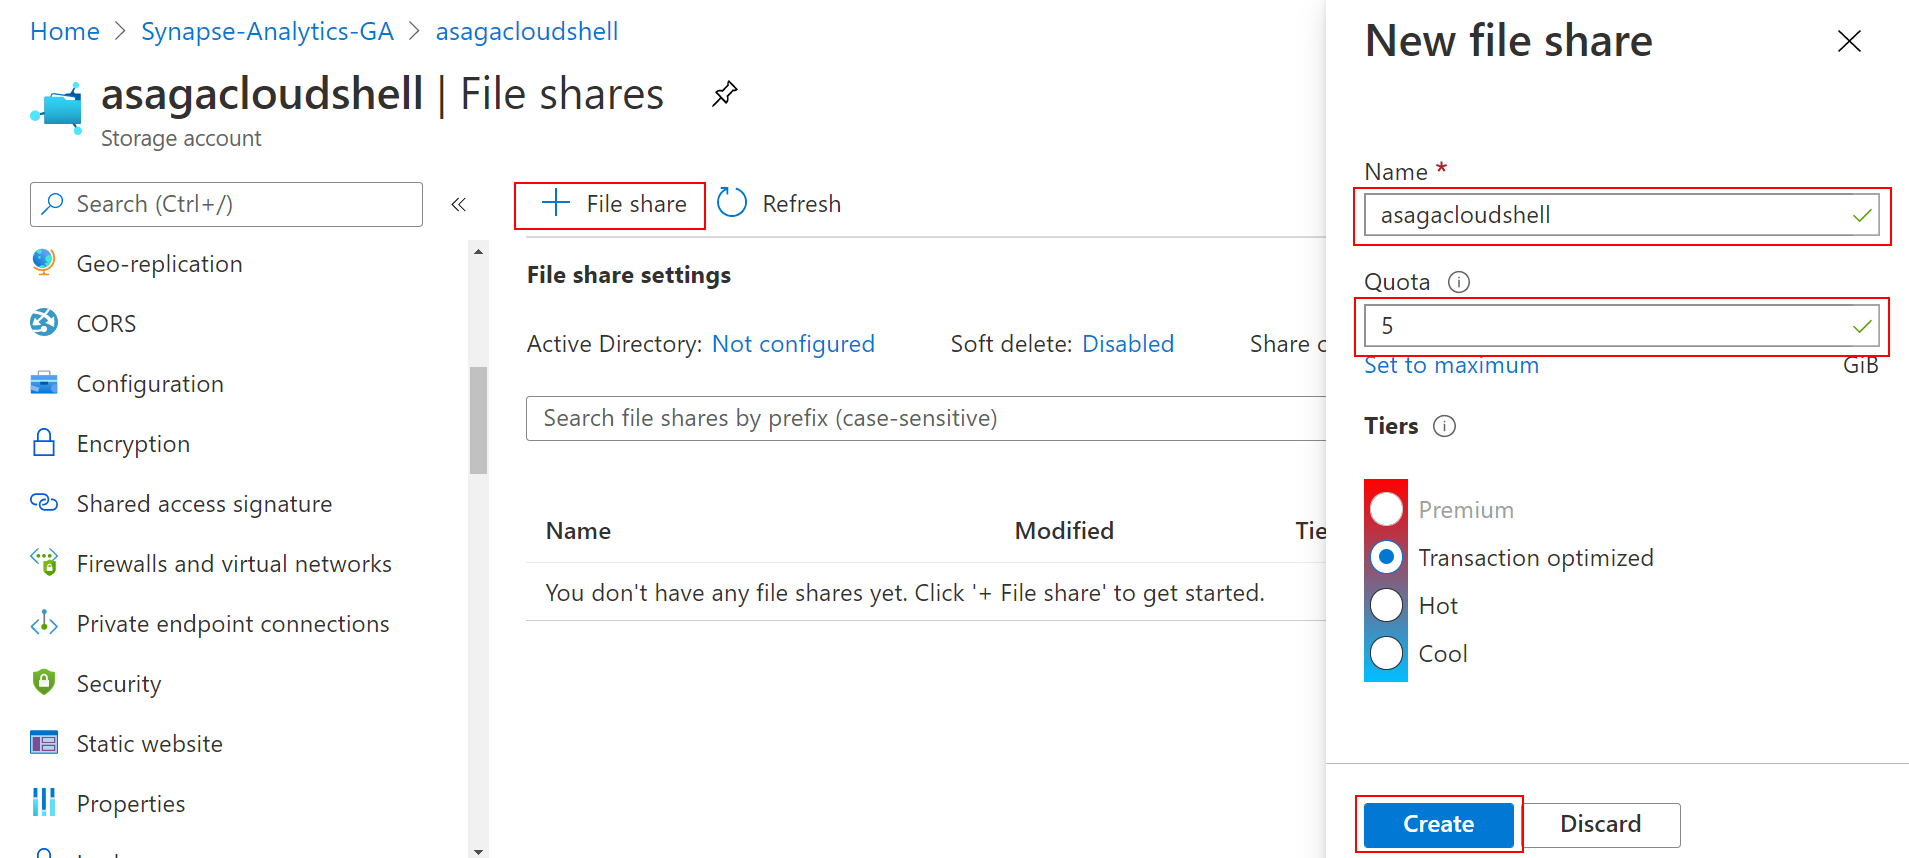 Home > Synapse-Analytics-GA > asagacloudshell
asagacloudshell | File shares
Storage account
Search (Ctrl+/)
«
Geo-replication
CORS
Configuration
Encryption
Shared access signature
Firewalls and virtual networks
Private endpoint connections
Security
Static website
Properties
+ File share
Refresh
File share settings
Active Directory: Not configured Soft delete: Disabled Share
Search file shares by prefix (case-sensitive)
Name Modified
You don't have any file shares yet. Click '+ File share' to get started.
New file share
Name *
asagacloudshell
Quota
5
Set to maximum GiB
Tiers
Premium
Transaction optimized
Hot
Cool
Create Discard